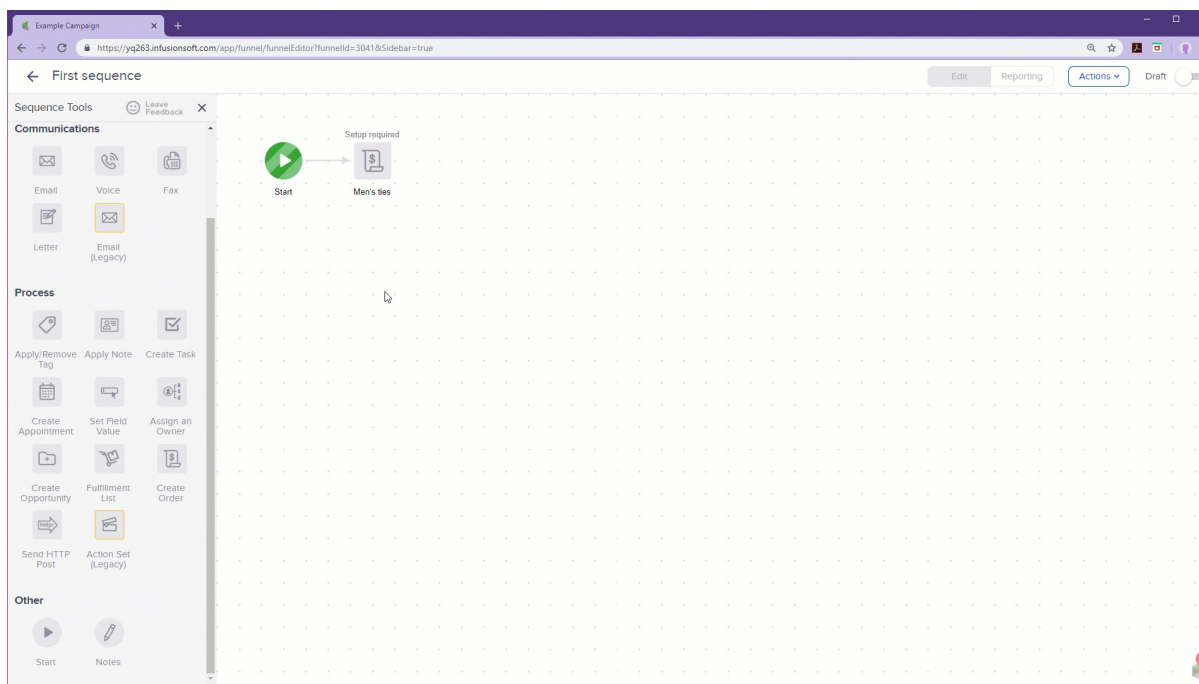 Example Campaign
https://yq263.infusionsoft.com/app/funnel/funnelEditor?funnelId=3041&Sidebar=true
First sequence
Edit
Reporting
Actions
Draft
Sequence Tools
Leave
Feedback
Communications
Email
Voice
Fax
Letter
Email
(Legacy)
Process
Apply/Remove
Tag
Apply Note
Create Task
Create
Appointment
Set Field
Value
Assign an
Owner
Create
Opportunity
Fulfillment
List
Create
Order
http:
Send HTTP
Post
Action Set
(Legacy)
Other
Start
Notes
Setup required
Start
Men's ties